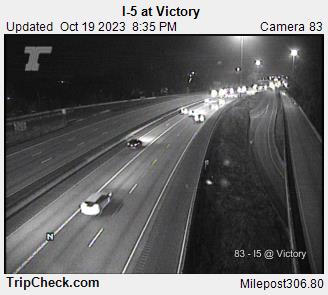 I-5 at Victory
Updated Oct 19 2023 8:35 PM Camera 83
T
N
83 - I5 @ Victory
TripCheck.com Milepost306.80